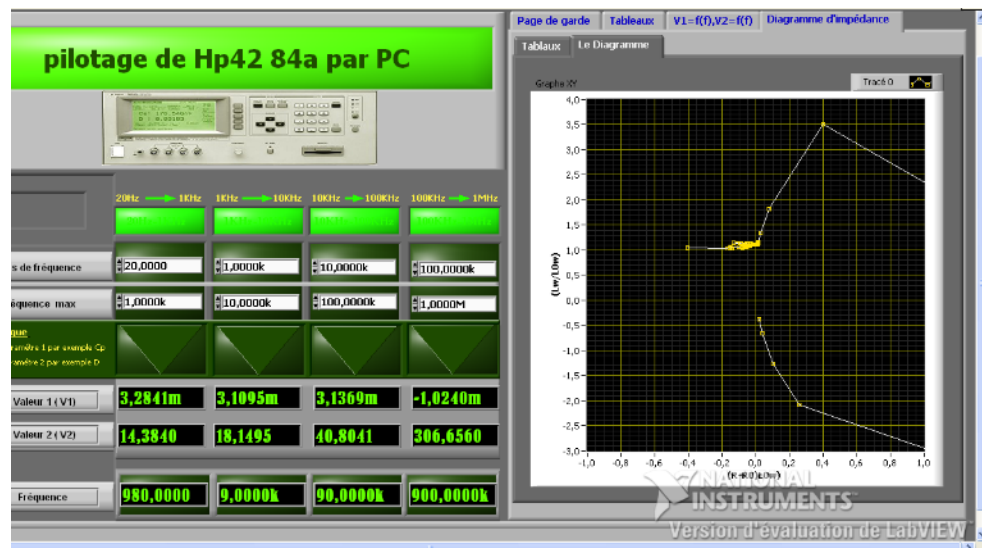 pilotage de Hp42 84a par PC
20Hz 1KHz
1KHz 10KHz
10KHz 100KHz
100KHz 1MHz
s de fréquence
20,0000
1,0000k
10,0000k
100,0000k
équence max
1,0000k
10,0000k
100,0000k
1,0000M
que
ramétre 1 par exemple Cp
amétre 2 par exemple D
Valeur 1 ( V1)
3,2841m
3,1095m
3,1369m
-1,0240m
Valeur 2 ( V2)
14,3840
18,1495
40,8041
306,6560
Fréquence
980,0000
9,0000k
90,0000k
900,0000k
Page de garde
Tableaux
V1=f(f),V2=f(f)
Diagramme d'impédance
Tablaux
Le Diagramme
Graphe XY
Tracé 0
4,0
3,5
3,0
2,5
2,0
1,5
1,0
0,5
0,0
-0,5
-1,0
-1,5
-2,0
-2,5
-3,0
(Lw/L0w)
-1,0 -0,8 -0,6 -0,4 -0,2 0,0 0,2 0,4 0,6 0,8 1,0
(R-R0)L0w)
NATIONAL
INSTRUMENTS
Version d'évaluation de LabVIEW